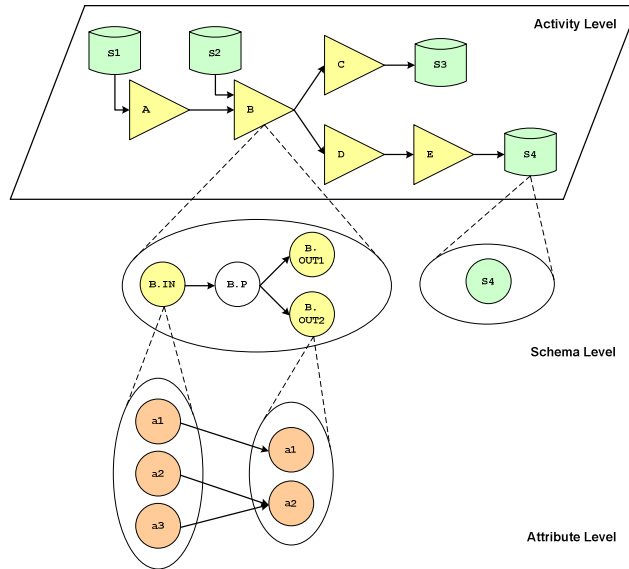 Activity Level
S1
S2
C
S3
A
B
D
E
S4
B.IN
B.P
B.
OUT1
B.
OUT2
S4
Schema Level
a1
a2
a3
a1
a2
Attribute Level